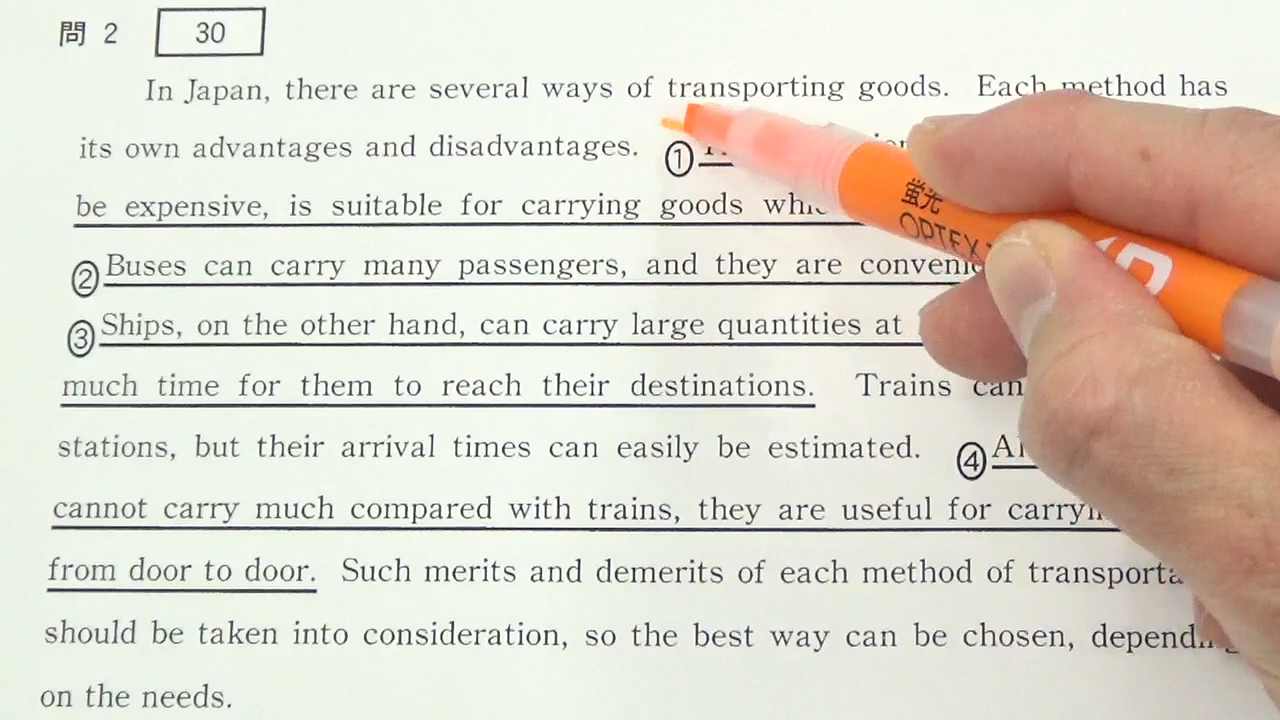 問 2 30
In Japan, there are several ways of transporting goods. Each method has
its own advantages and disadvantages. ①
be expensive, is suitable for carrying goods
② Buses can carry many passengers, and they are
③ Ships, on the other hand, can carry large quantities at
much time for them to reach their destinations. Trains can
stations, but their arrival times can easily be estimated. ④
cannot carry much compared with trains, they are useful for
from door to door. Such merits and demerits of each method of
should be taken into consideration, so the best way can be chosen,
on the needs.
蛍光
OPTEX